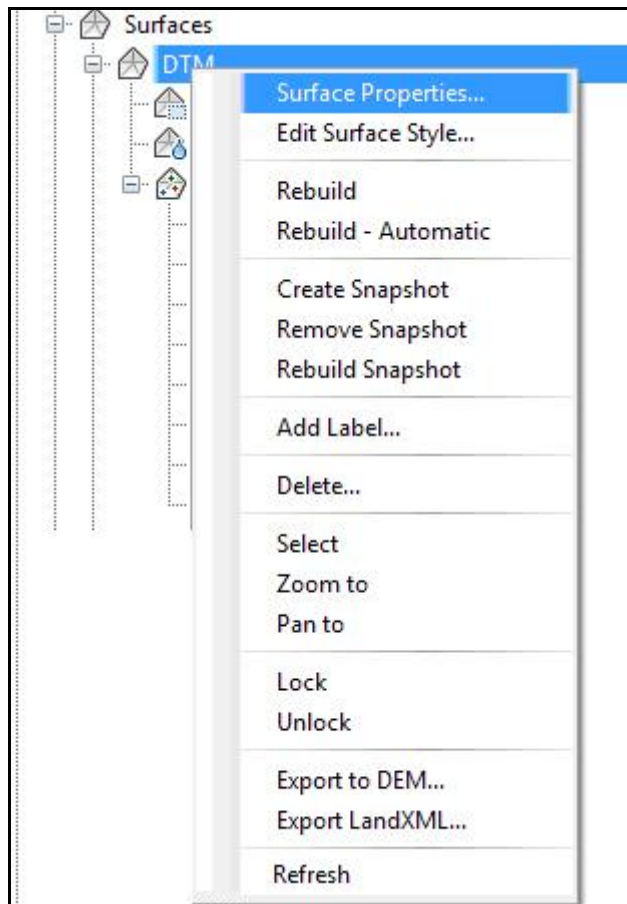 Surfaces
DTM
Surface Properties...
Edit Surface Style...
Rebuild
Rebuild - Automatic
Create Snapshot
Remove Snapshot
Rebuild Snapshot
Add Label...
Delete...
Select
Zoom to
Pan to
Lock
Unlock
Export to DEM...
Export LandXML...
Refresh